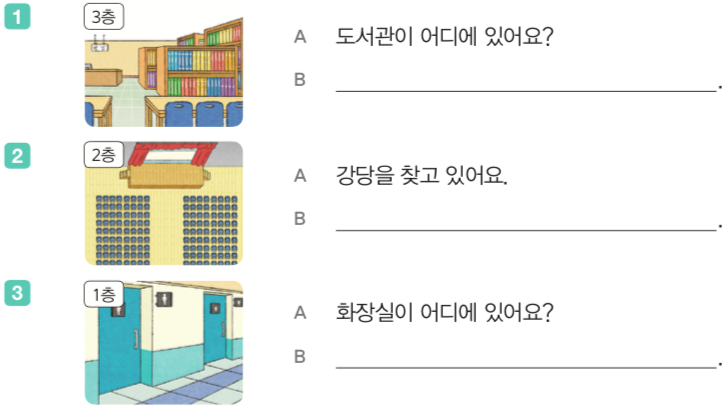 1
3층
A 도서관이 어디에 있어요?
B .
2
2층
A 강당을 찾고 있어요.
B .
3
1층
A 화장실이 어디에 있어요?
B .